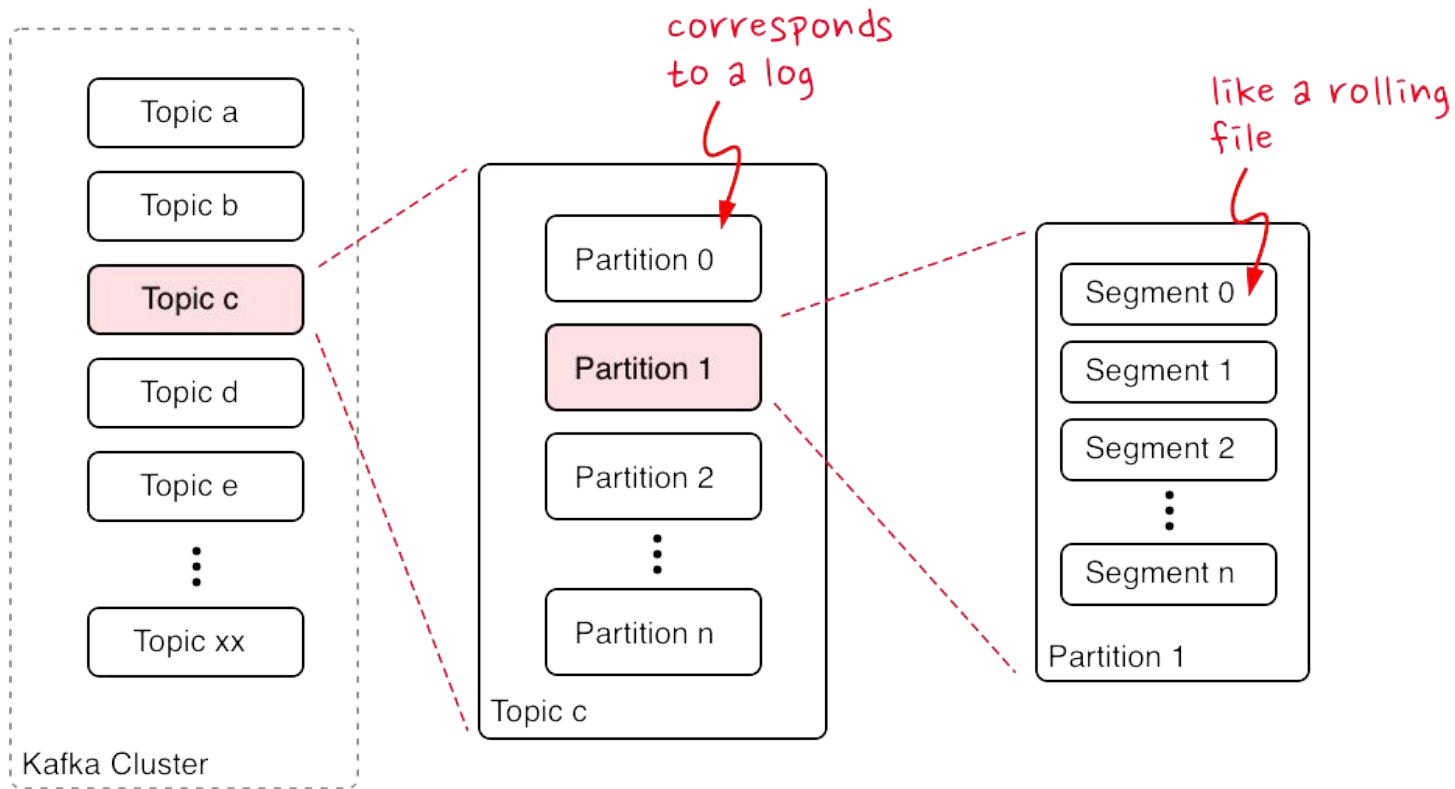 Topic a
Topic b
Topic c
Topic d
Topic e
Topic xx
Kafka Cluster
corresponds
to a log
Partition 0
Partition 1
Partition 2
Partition n
Topic c
like a rolling
file
Segment 0
Segment 1
Segment 2
Segment n
Partition 1